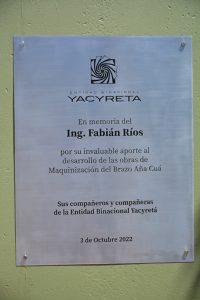 ENTIDAD BINACIONAL
YACYRETA
En memoria del
Ing. Fabián Ríos
por su invaluable aporte al
desarrollo de las obras de
Maquinización del Brazo Aña Cuá
Sus compañeros y compañeras
de la Entidad Binacional Yacyretá
3 de Octubre 2022